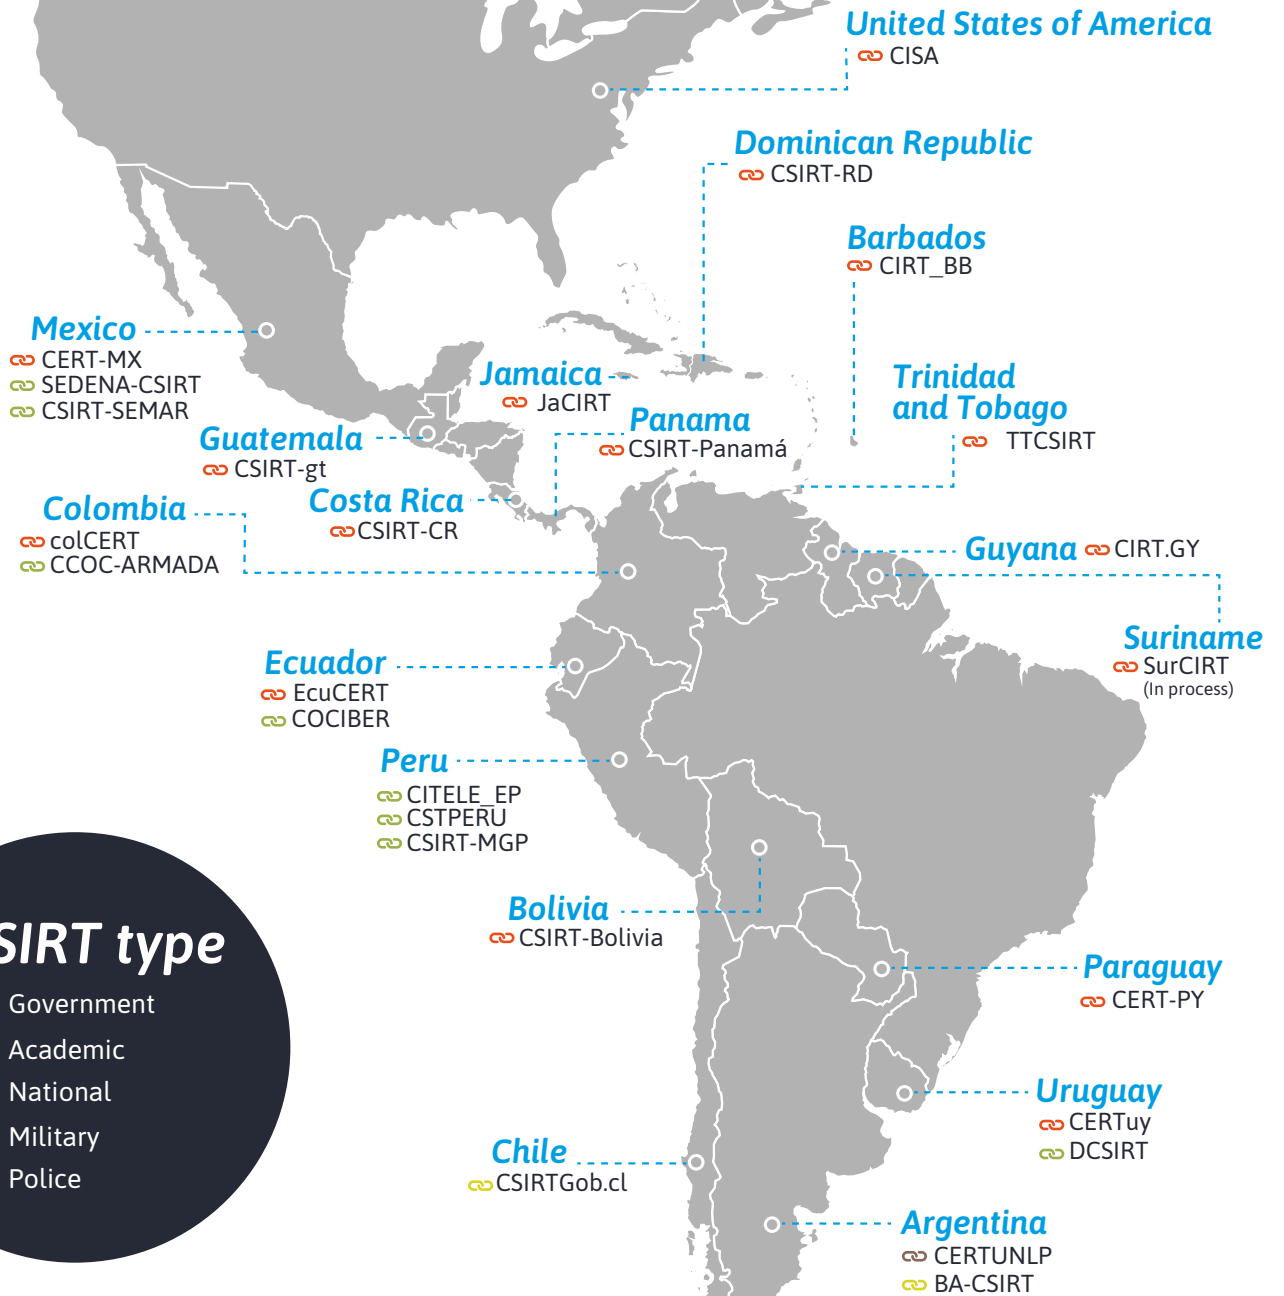 United States of America
CISA
Dominican Republic
CSIRT-RD
Barbados
CIRT_BB
Mexico
CERT-MX
SEDENA-CSIRT
CSIRT-SEMAR
Jamaica
JaCIRT
Trinidad
and Tobago
TTCSIRT
Panama
CSIRT-Panamá
Guatemala
CSIRT-gt
Costa Rica
CSIRT-CR
Colombia
colCERT
CCOC-ARMADA
Guyana CIRT.GY
Suriname
SurCIRT
(In process)
Ecuador
EcuCERT
COCIBER
Peru
CITELE_EP
CSTPERU
CSIRT-MGP
Bolivia
CSIRT-Bolivia
Paraguay
CERT-PY
Uruguay
CERTuy
DCSIRT
Chile
CSIRTGob.cl
Argentina
CERTUNLP
BA-CSIRT
SIRT type
Government
Academic
National
Military
Police